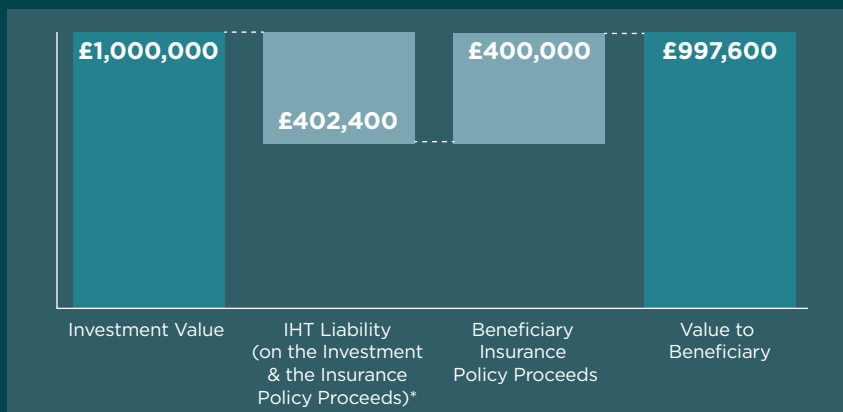 £1,000,000
£402,400
£400,000
£997,600
Investment Value
IHT Liability
(on the Investment
& the Insurance
Policy Proceeds)*
Beneficiary
Insurance
Policy Proceeds
Value to
Beneficiary